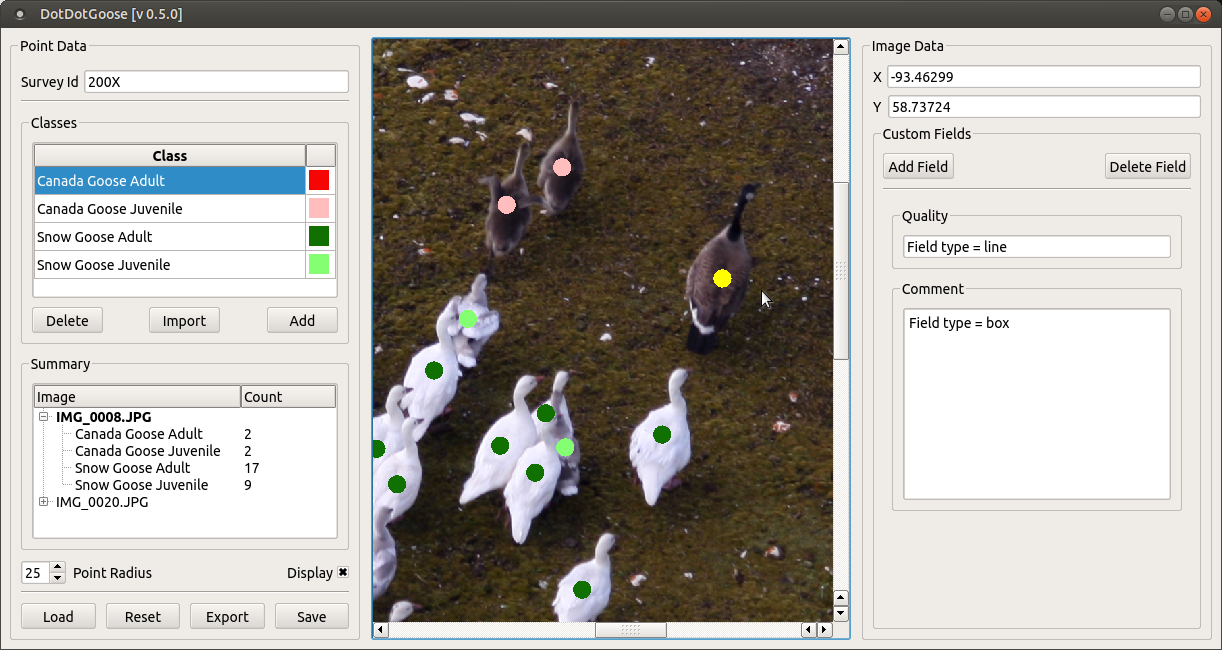 DotDotGoose [v 0.5.0]
Point Data
Survey Id 200X
Classes
Class
Canada Goose Adult
Canada Goose Juvenile
Snow Goose Adult
Snow Goose Juvenile
Delete Import Add
Summary
Image Count
IMG_0008.JPG
Canada Goose Adult 2
Canada Goose Juvenile 2
Snow Goose Adult 17
Snow Goose Juvenile 9
IMG_0020.JPG
25 Point Radius Display
Load Reset Export Save
Image Data
X -93.46299
Y 58.73724
Custom Fields
Add Field Delete Field
Quality
Field type = line
Comment
Field type = box